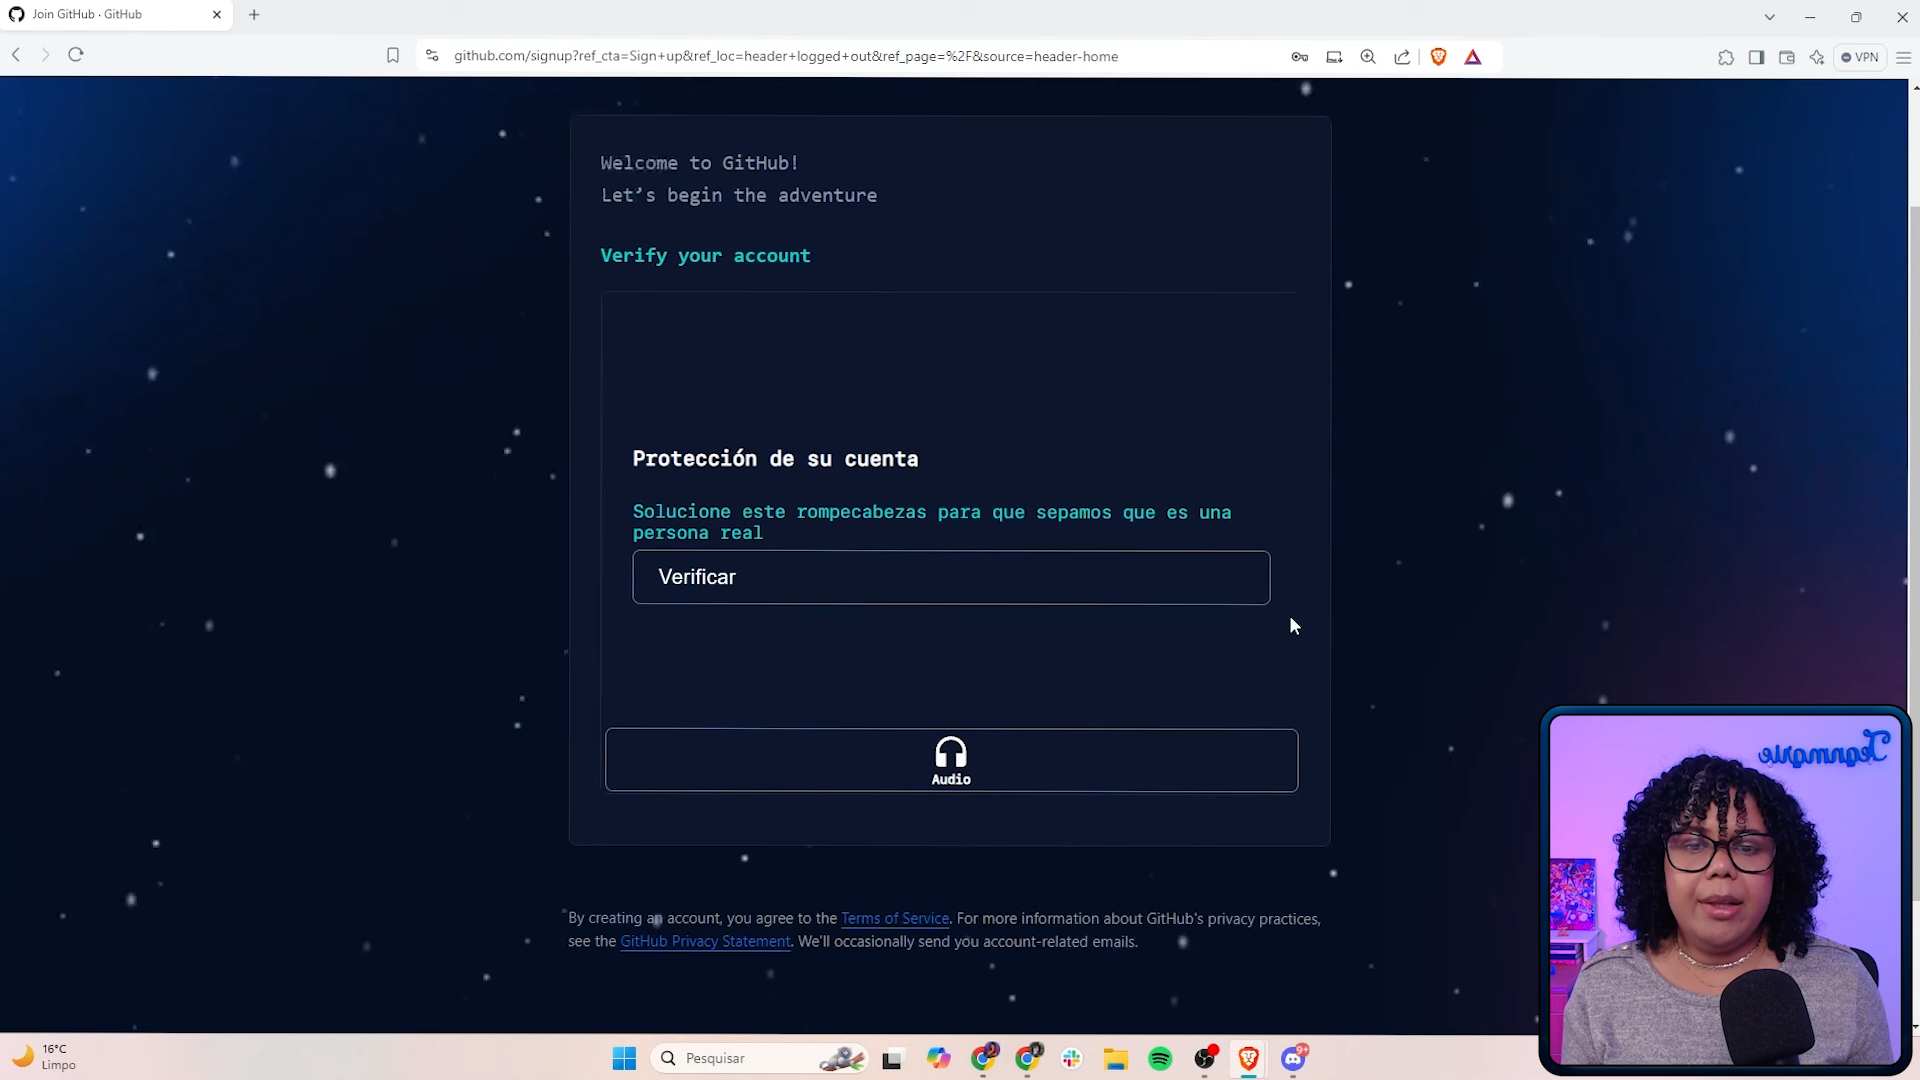 Join GitHub · GitHub
github.com/signup?ref_cta=Sign+up&ref_loc=header+logged+out&ref_page=%2F&source=header-home
VPN
Welcome to GitHub!
Let’s begin the adventure
Verify your account
Protección de su cuenta
Solucione este rompecabezas para que sepamos que es una
persona real
Verificar
Audio
By creating an account, you agree to the Terms of Service. For more information about GitHub's privacy practices,
see the GitHub Privacy Statement. We'll occasionally send you account-related emails.
16°C
Limpo
Pesquisar
9+